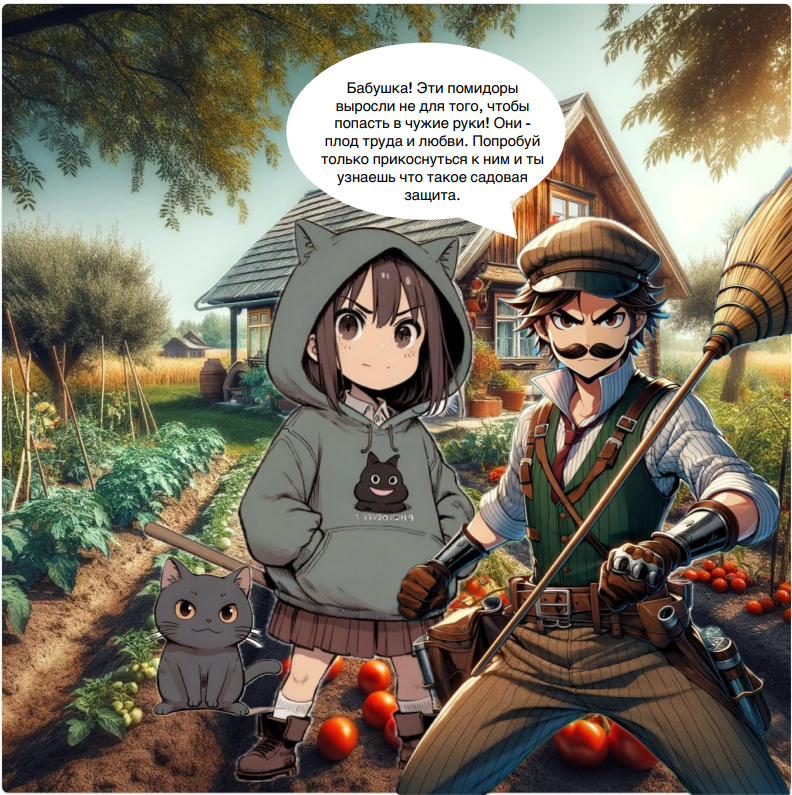 Бабушка! Эти помидоры
выросли не для того, чтобы
попасть в чужие руки! Они -
плод труда и любви. Попробуй
только прикоснуться к ним и ты
узнаешь что такое садовая
защита.